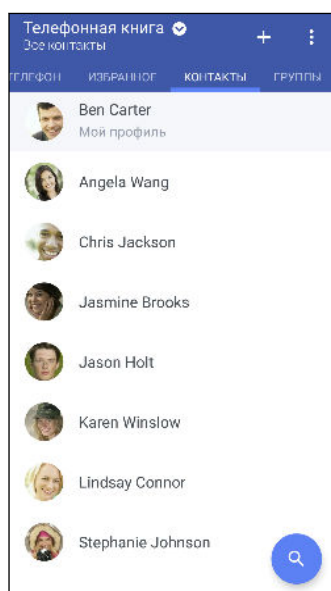 Телефонная книга
Все контакты
ТЕЛЕФОН ИЗБРАННОЕ КОНТАКТЫ ГРУППЫ
Ben Carter
Мой профиль
Angela Wang
Chris Jackson
Jasmine Brooks
Jason Holt
Karen Winslow
Lindsay Connor
Stephanie Johnson